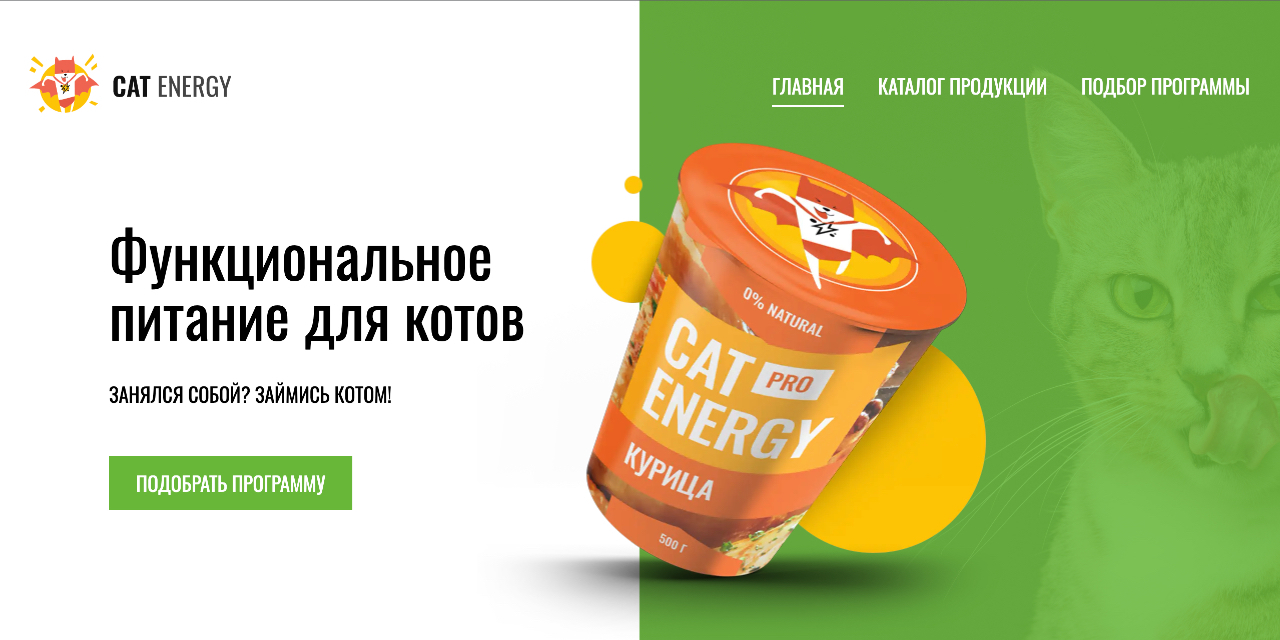 CAT ENERGY
ГЛАВНАЯ
КАТАЛОГ ПРОДУКЦИИ
ПОДБОР ПРОГРАММЫ
Функциональное
питание для котов
ЗАНЯЛСЯ СОБОЙ? ЗАЙМИСЬ КОТОМ!
ПОДОБРАТЬ ПРОГРАММУ
0% NATURAL
CAT PRO
ENERGY
КУРИЦА
500 Г